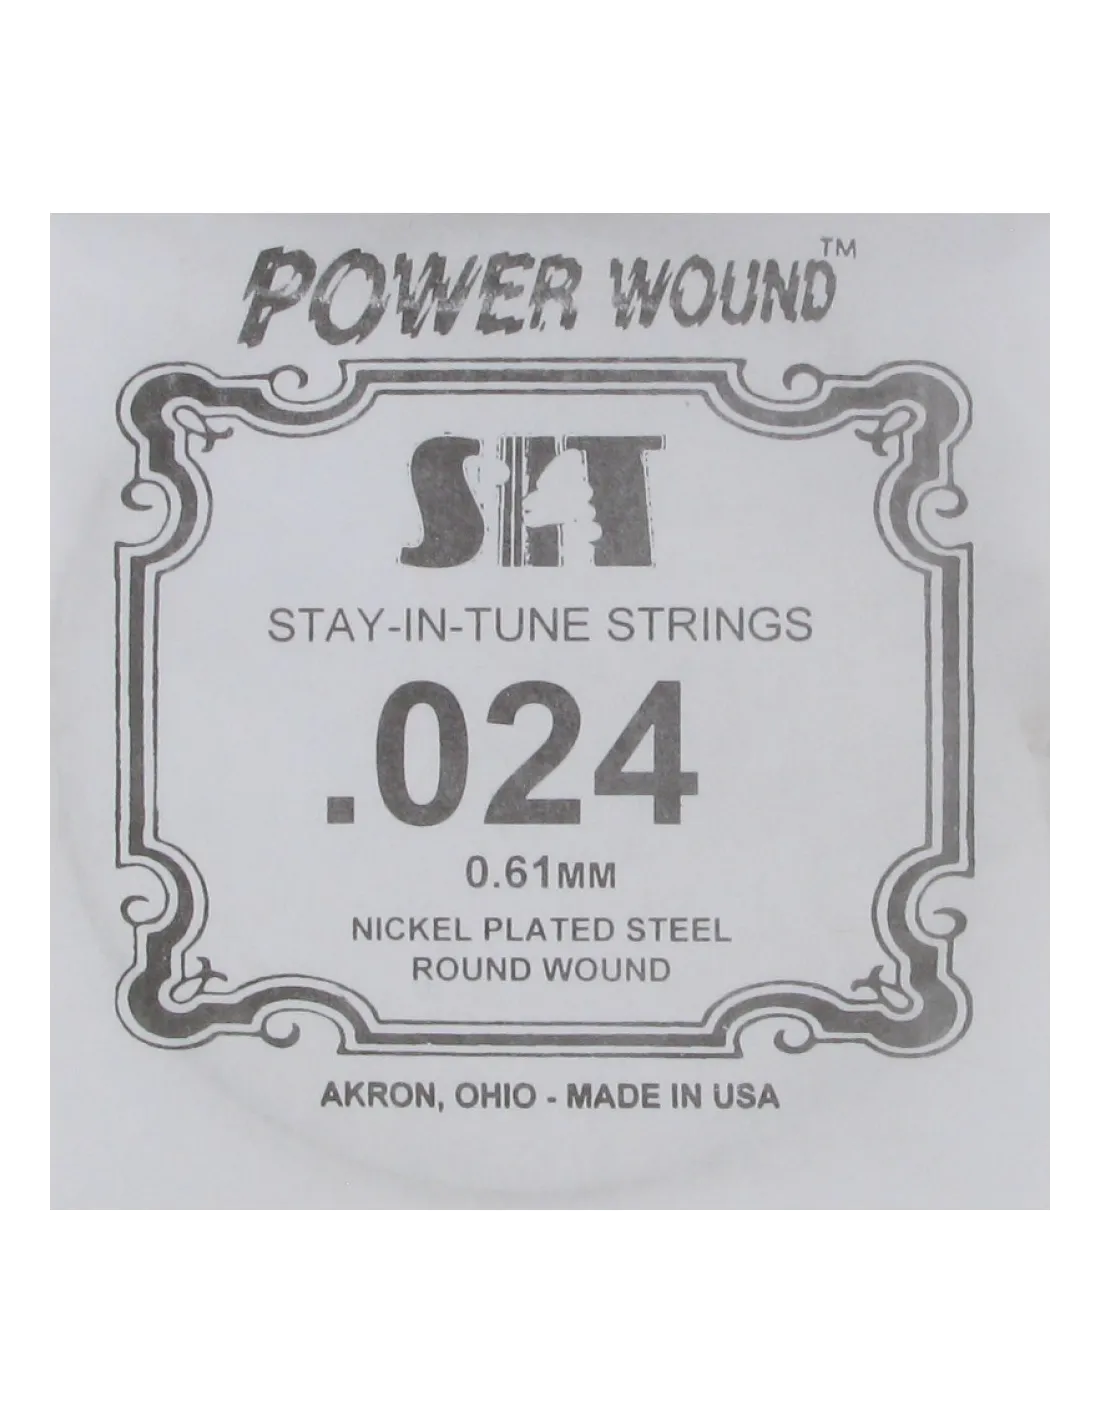 POWER WOUND™
SIT
STAY-IN-TUNE STRINGS
.024
0.61MM
NICKEL PLATED STEEL
ROUND WOUND
AKRON, OHIO - MADE IN USA